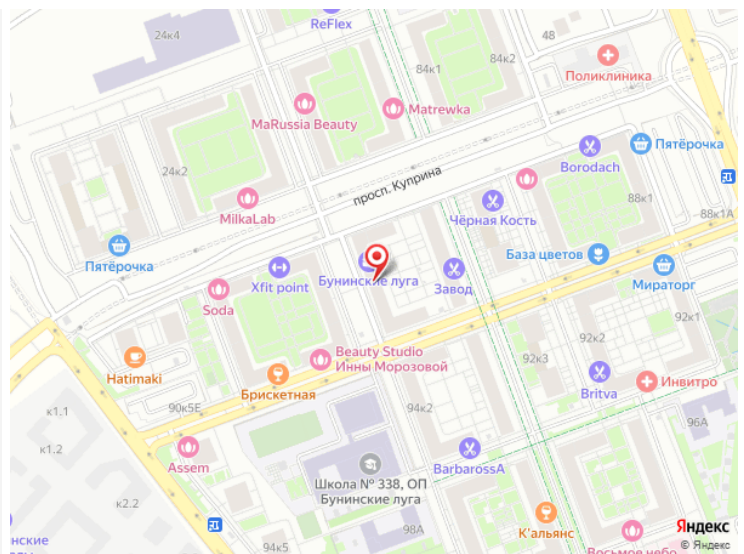 ReFlex
24к4
48
84к2
84к1
Поликлиника
MaRussia Beauty
Matrewka
24к2
Пятёрочка
Borodach
просп. Куприна
MilkaLab
Чёрная Кость
88к1
88к1А
Пятёрочка
База цветов
Xfit point
Бунинские луга
Завод
Мираторг
Soda
92к1
92к2
Beauty Studio
Инны Морозовой
92к3
Hatimaki
Брискетная
Britva
Инвитро
к1.1
90к5Е
94к2
96А
к1.2
Assem
BarbarossA
Школа № 338, ОП
Бунинские луга
к2.2
К'альянс
98А
Яндекс
нские
94к5
Восьмое небо
© Яндекс